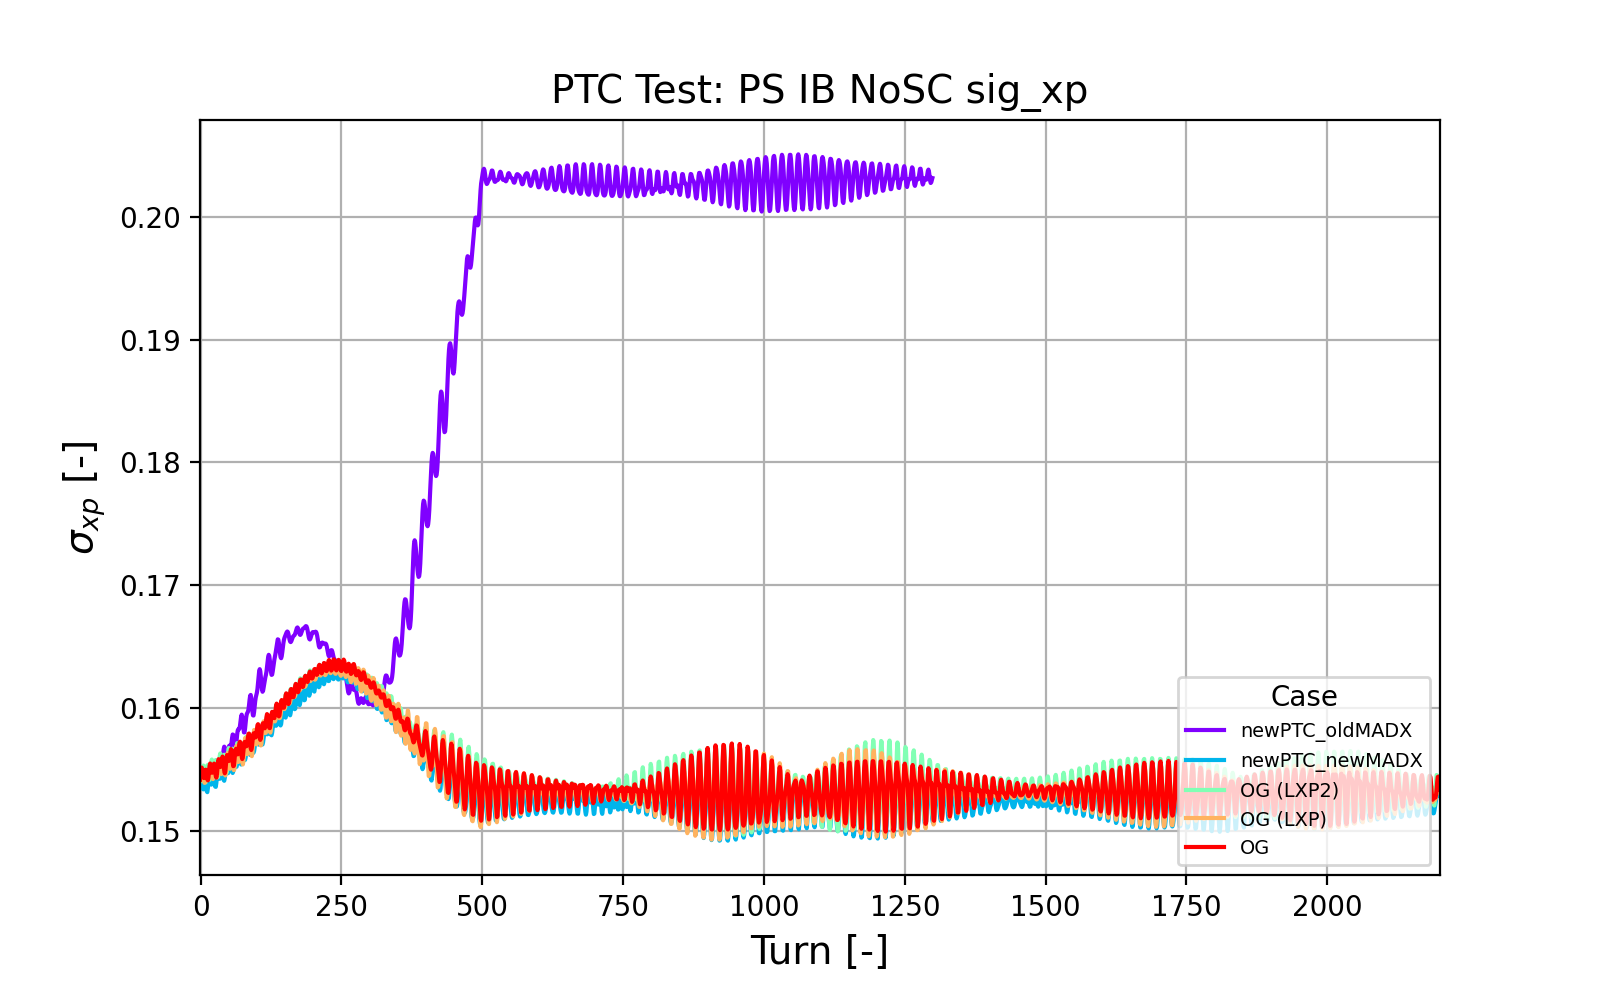 PTC Test: PS IB NoSC sig_xp
0.20
0.19
0.18
0.17
0.16
0.15
σxp [-]
0 250 500 750 1000 1250 1500 1750 2000
Turn [-]
Case
newPTC_oldMADX
newPTC_newMADX
OG (LXP2)
OG (LXP)
OG